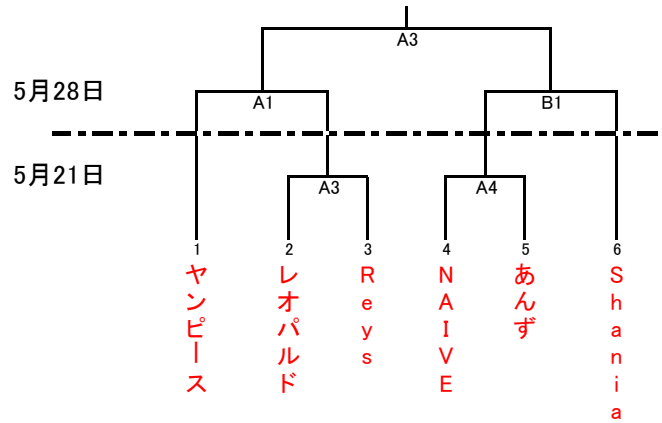 A3
5月28日
A1
B1
5月21日
A3
A4
1
2
3
4
5
6
ヤンピース
レオパルド
Reys
NAIVE
あんず
Shania